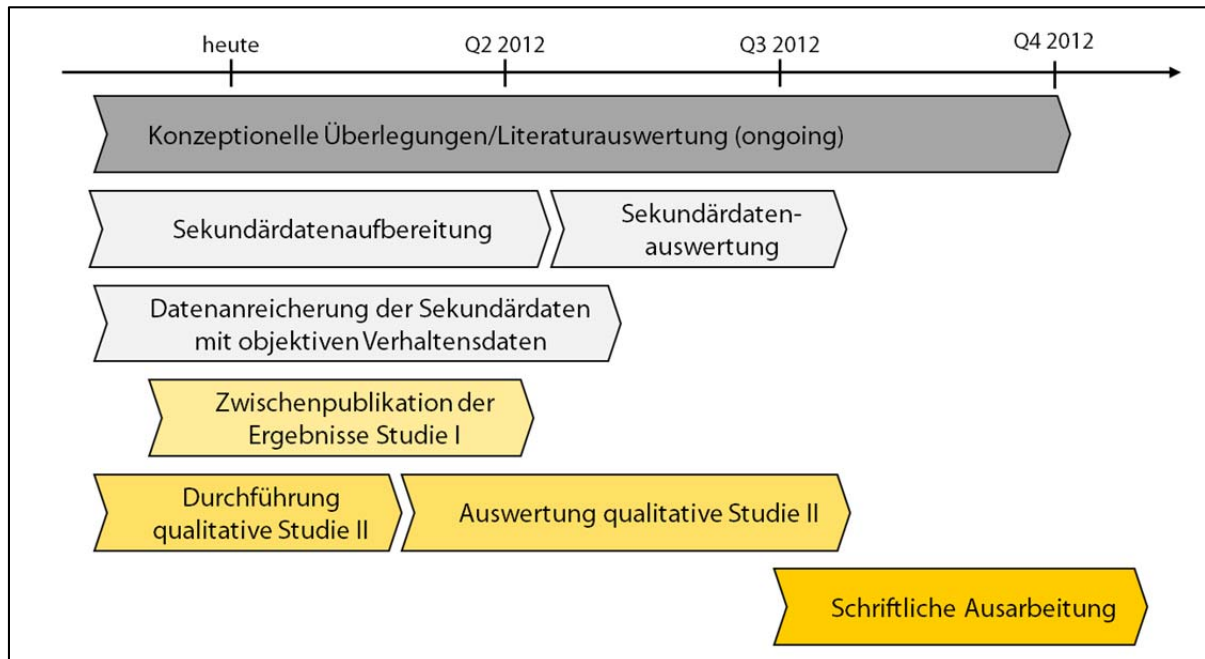 heute
Q2 2012
Q3 2012
Q4 2012
Konzeptionelle Überlegungen/Literaturauswertung (ongoing)
Sekundärdatenaufbereitung
Sekundärdaten-
auswertung
Datenanreicherung der Sekundärdaten
mit objektiven Verhaltensdaten
Zwischenpublikation der
Ergebnisse Studie I
Durchführung
qualitative Studie II
Auswertung qualitative Studie II
Schriftliche Ausarbeitung